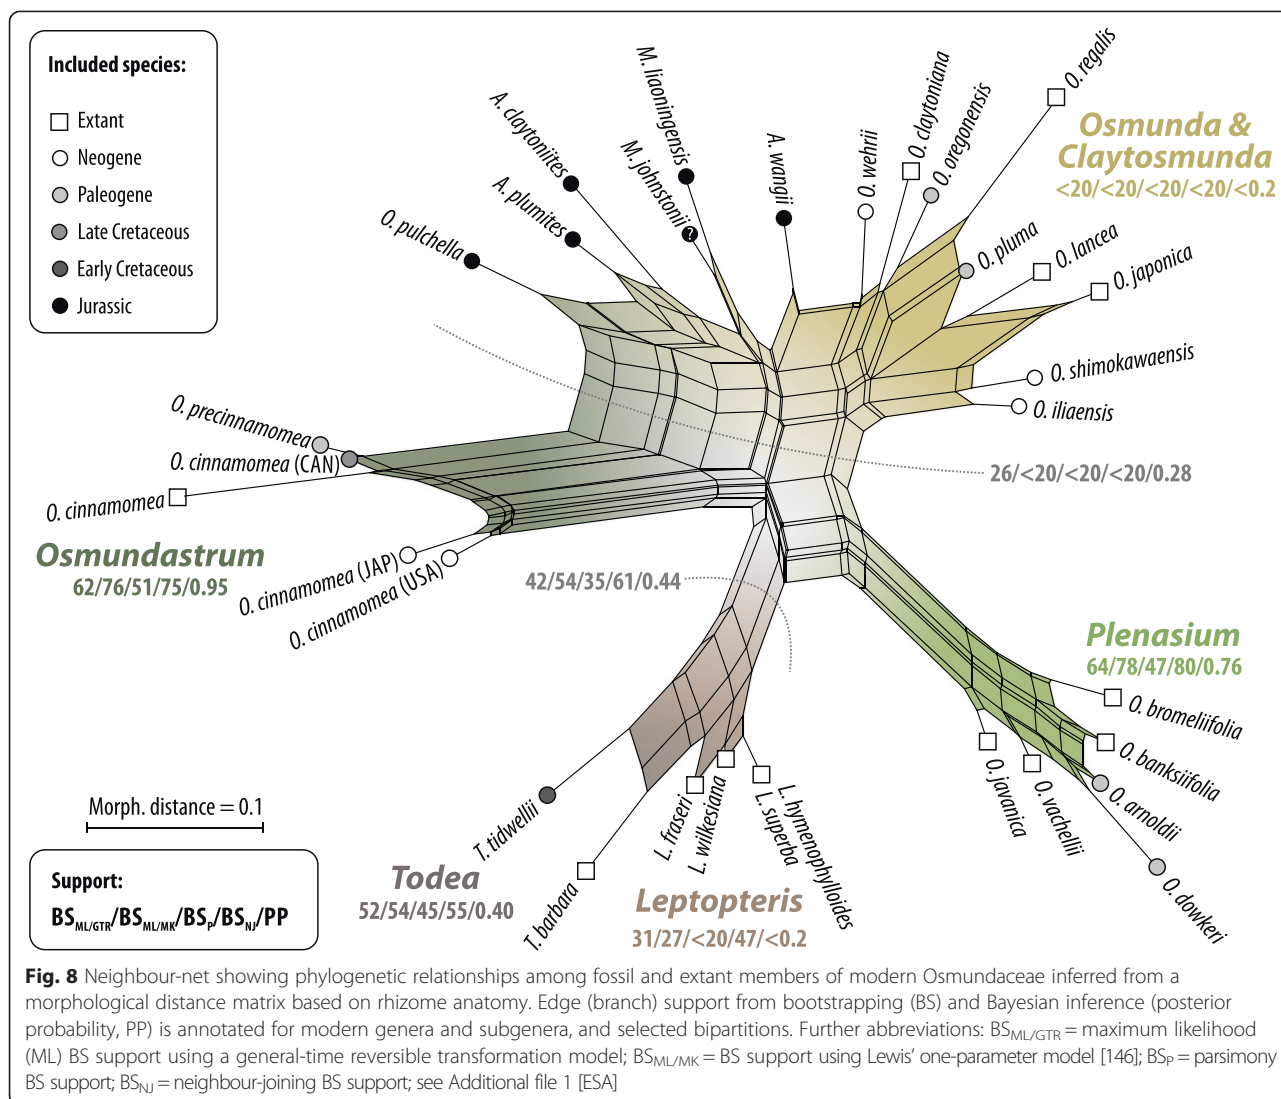 Included species:
Extant
Neogene
Paleogene
Late Cretaceous
Early Cretaceous
Jurassic
O. pulchella
A. plumites
A. claytoniites
M. johnstonii
?
M. liaoningensis
A. wangii
O. wehrii
O. claytoniana
O. oregonensis
O. regalis
Osmunda &
Claytosmunda
<20/<20/<20/<20/<0.2
O. pluma
O. lancea
O. japonica
O. shimokawaensis
O. iliaensis
26/<20/<20/<20/0.28
O. precinnamomea
O. cinnamomea (CAN)
O. cinnamomea
Osmundastrum
62/76/51/75/0.95
O. cinnamomea (JAP)
O. cinnamomea (USA)
42/54/35/61/0.44
Plenasium
64/78/47/80/0.76
O. bromeliifolia
O. banksiifolia
O. arnoldii
O. dowkeri
O. vachellii
O. javanica
Morph. distance = 0.1
T. tidwellii
Todea
52/54/45/55/0.40
T. barbara
L. fraseri
L. wilkesiana
L. superba
L. hymenophylloides
Leptopteris
31/27/<20/47/<0.2
Support:
BSML/GTR/BSML/MK/BSP/BSNJ/PP
Fig. 8 Neighbour-net showing phylogenetic relationships among fossil and extant members of modern Osmundaceae inferred from a
morphological distance matrix based on rhizome anatomy. Edge (branch) support from bootstrapping (BS) and Bayesian inference (posterior
probability, PP) is annotated for modern genera and subgenera, and selected bipartitions. Further abbreviations: BSML/GTR = maximum likelihood
(ML) BS support using a general-time reversible transformation model; BSML/MK = BS support using Lewis' one-parameter model [146]; BSP = parsimony
BS support; BSNJ = neighbour-joining BS support; see Additional file 1 [ESA]